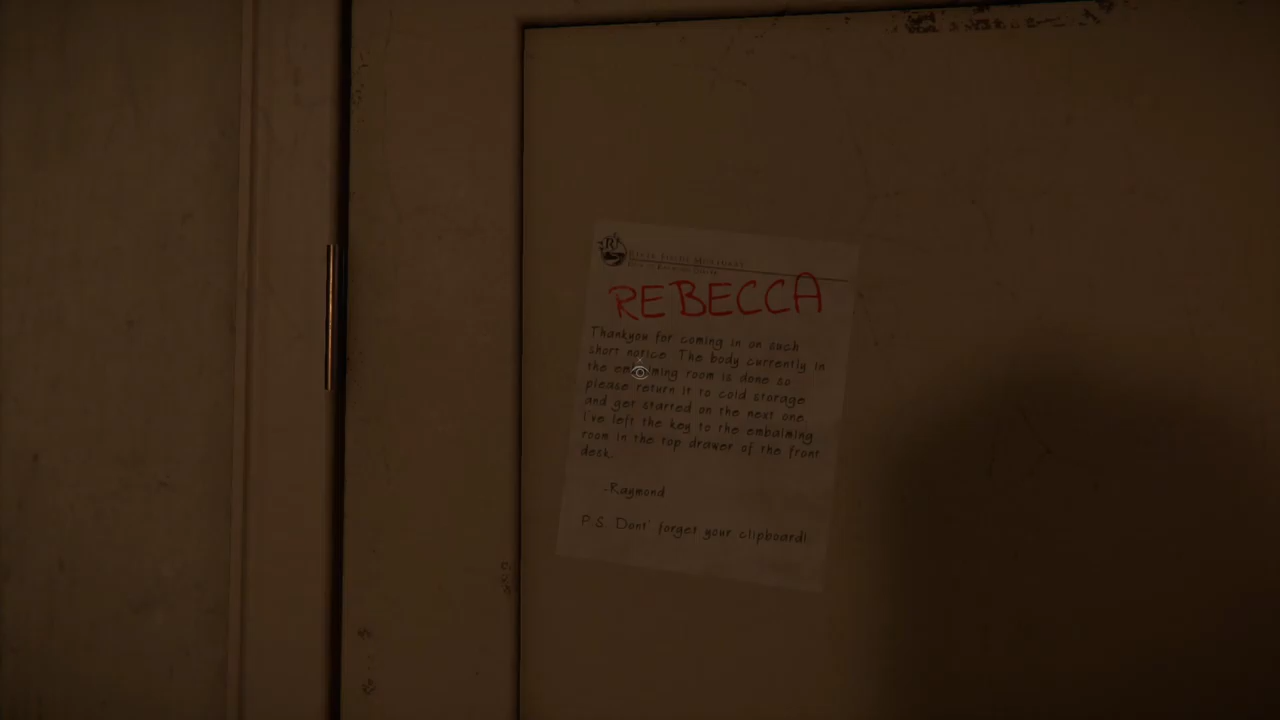 REBECCA
Thankyou for coming in on such
short notice. The body currently in
the embalming room is done so
please return it to cold storage
and get started on the next one.
I've left the key to the embalming
room in the top drawer of the front
desk.
-Raymond
P.S. Dont' forget your clipboard!